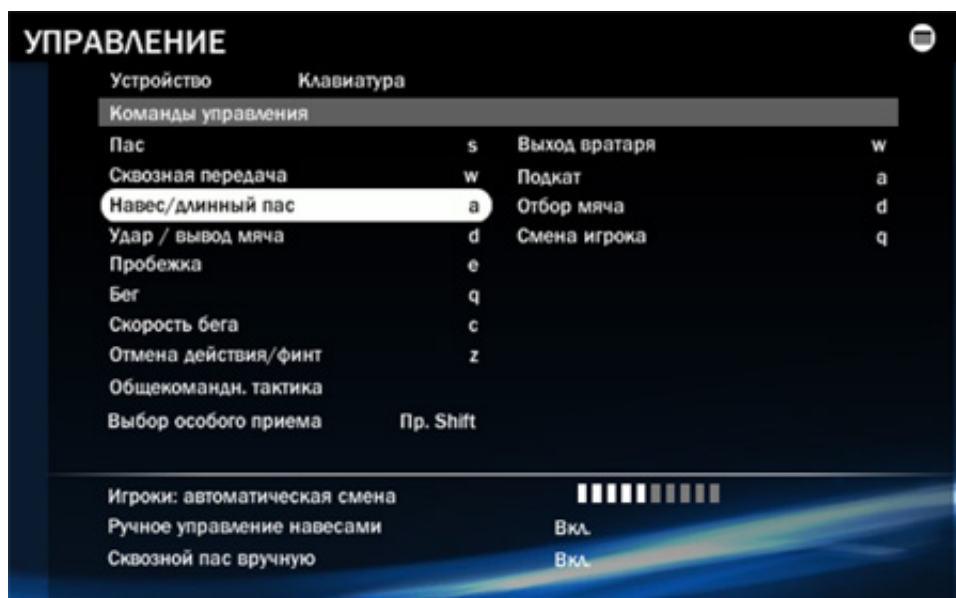 УПРАВЛЕНИЕ
Устройство Клавиатура
Команды управления
Пас s Выход вратаря w
Сквозная передача w Подкат a
Навес/длинный пас a Отбор мяча d
Удар / вывод мяча d Смена игрока q
Пробежка e
Бег q
Скорость бега c
Отмена действия/финт z
Общекомандн. тактика
Выбор особого приема Пр. Shift
Игроки: автоматическая смена
Ручное управление навесами Вкл.
Сквозной пас вручную Вкл.